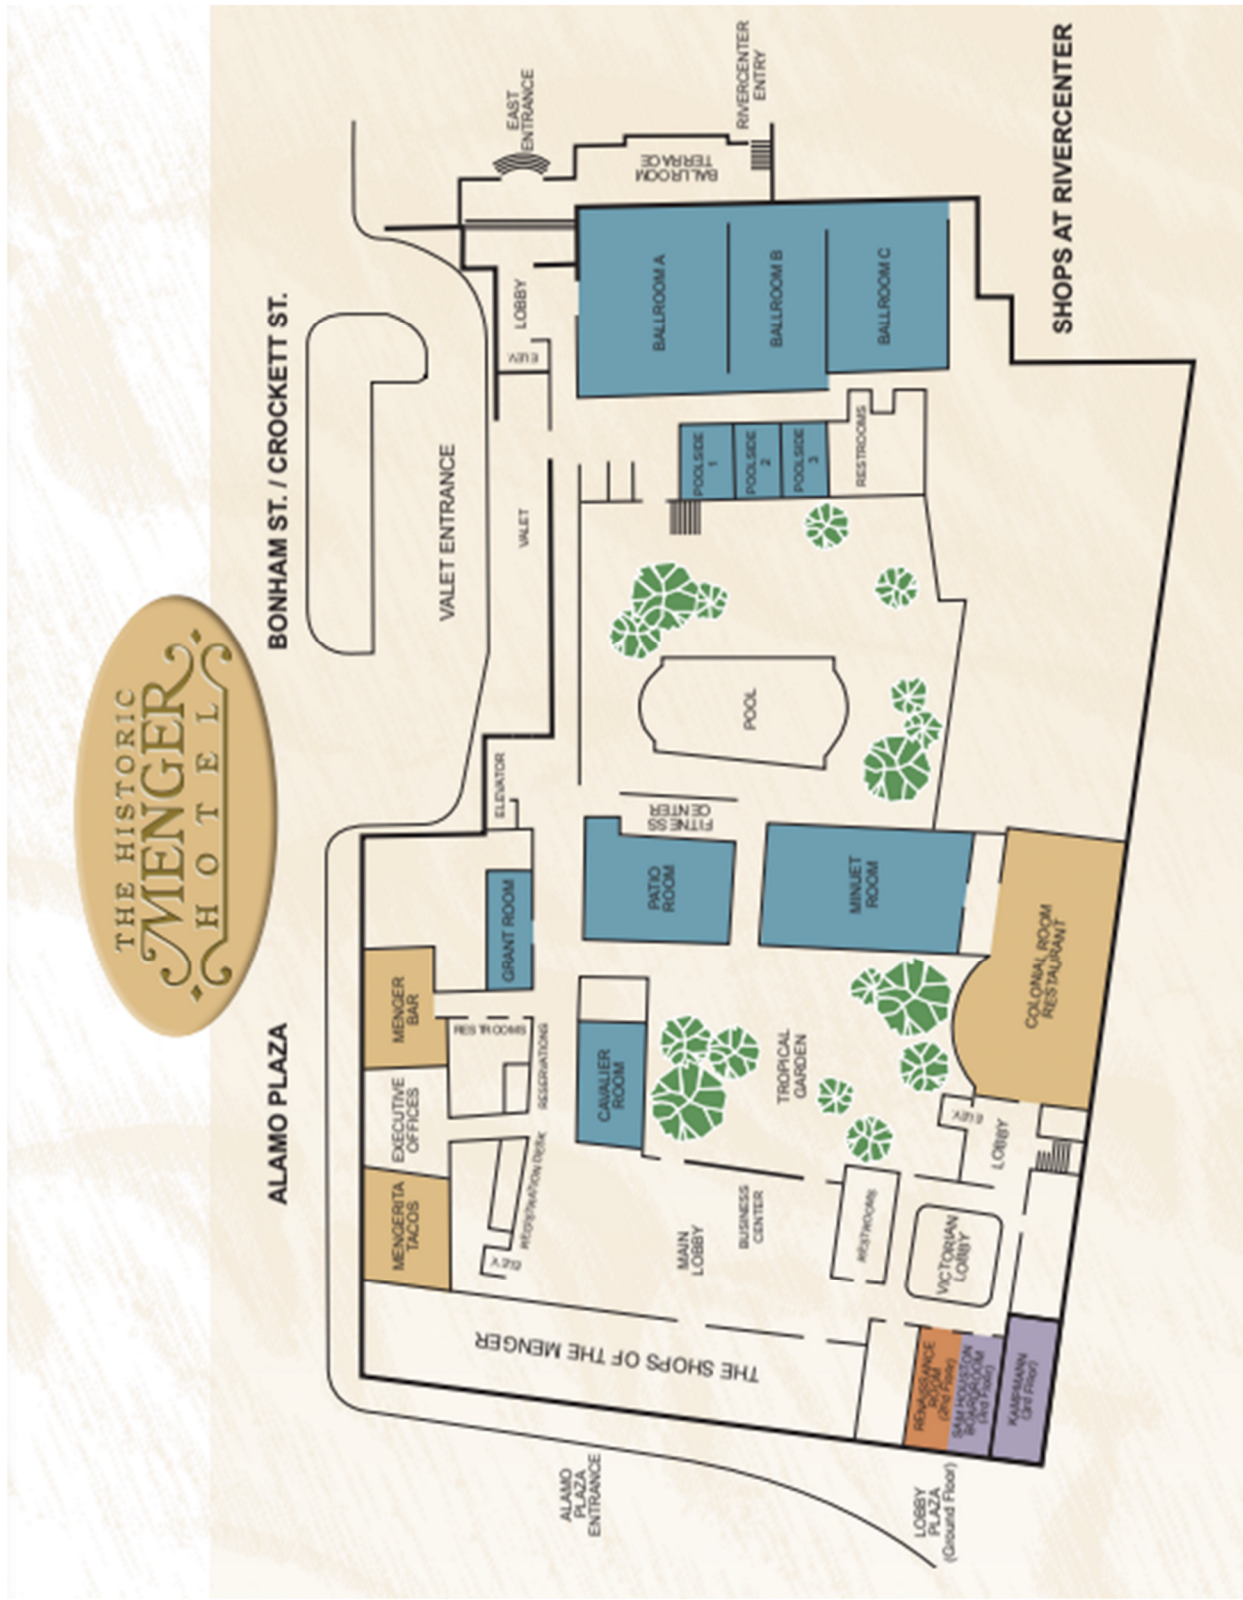 THE HISTORIC
MENGER
HOTEL
ALAMO PLAZA
BONHAM ST. / CROCKETT ST.
VALET ENTRANCE
EAST
ENTRANCE
RIVERCENTER
ENTRY
SHOPS AT RIVERCENTER
BALLROOM
TERRACE
LOBBY
ELEV.
BALLROOM A
BALLROOM B
BALLROOM C
VALET
POOLSIDE
1
POOLSIDE
2
POOLSIDE
3
RESTROOMS
POOL
ELEVATOR
FITNESS
CENTER
GRANT ROOM
PATIO
ROOM
MINUET
ROOM
COLONIAL ROOM
RESTAURANT
MENGER
BAR
RESTROOMS
RESERVATIONS
EXECUTIVE
OFFICES
CAVALIER
ROOM
TROPICAL
GARDEN
MENGERITA
TACOS
REGISTRATION DESK
ELEV.
MAIN
LOBBY
BUSINESS
CENTER
RESTROOMS
ELEV.
LOBBY
VICTORIAN
LOBBY
THE SHOPS OF THE MENGER
RENAISSANCE
ROOM
(2nd Floor)
SAM HOUSTON
BOARDROOM
(3rd Floor)
KAMPMANN
(3rd Floor)
ALAMO
PLAZA
ENTRANCE
LOBBY
PLAZA
(Ground Floor)